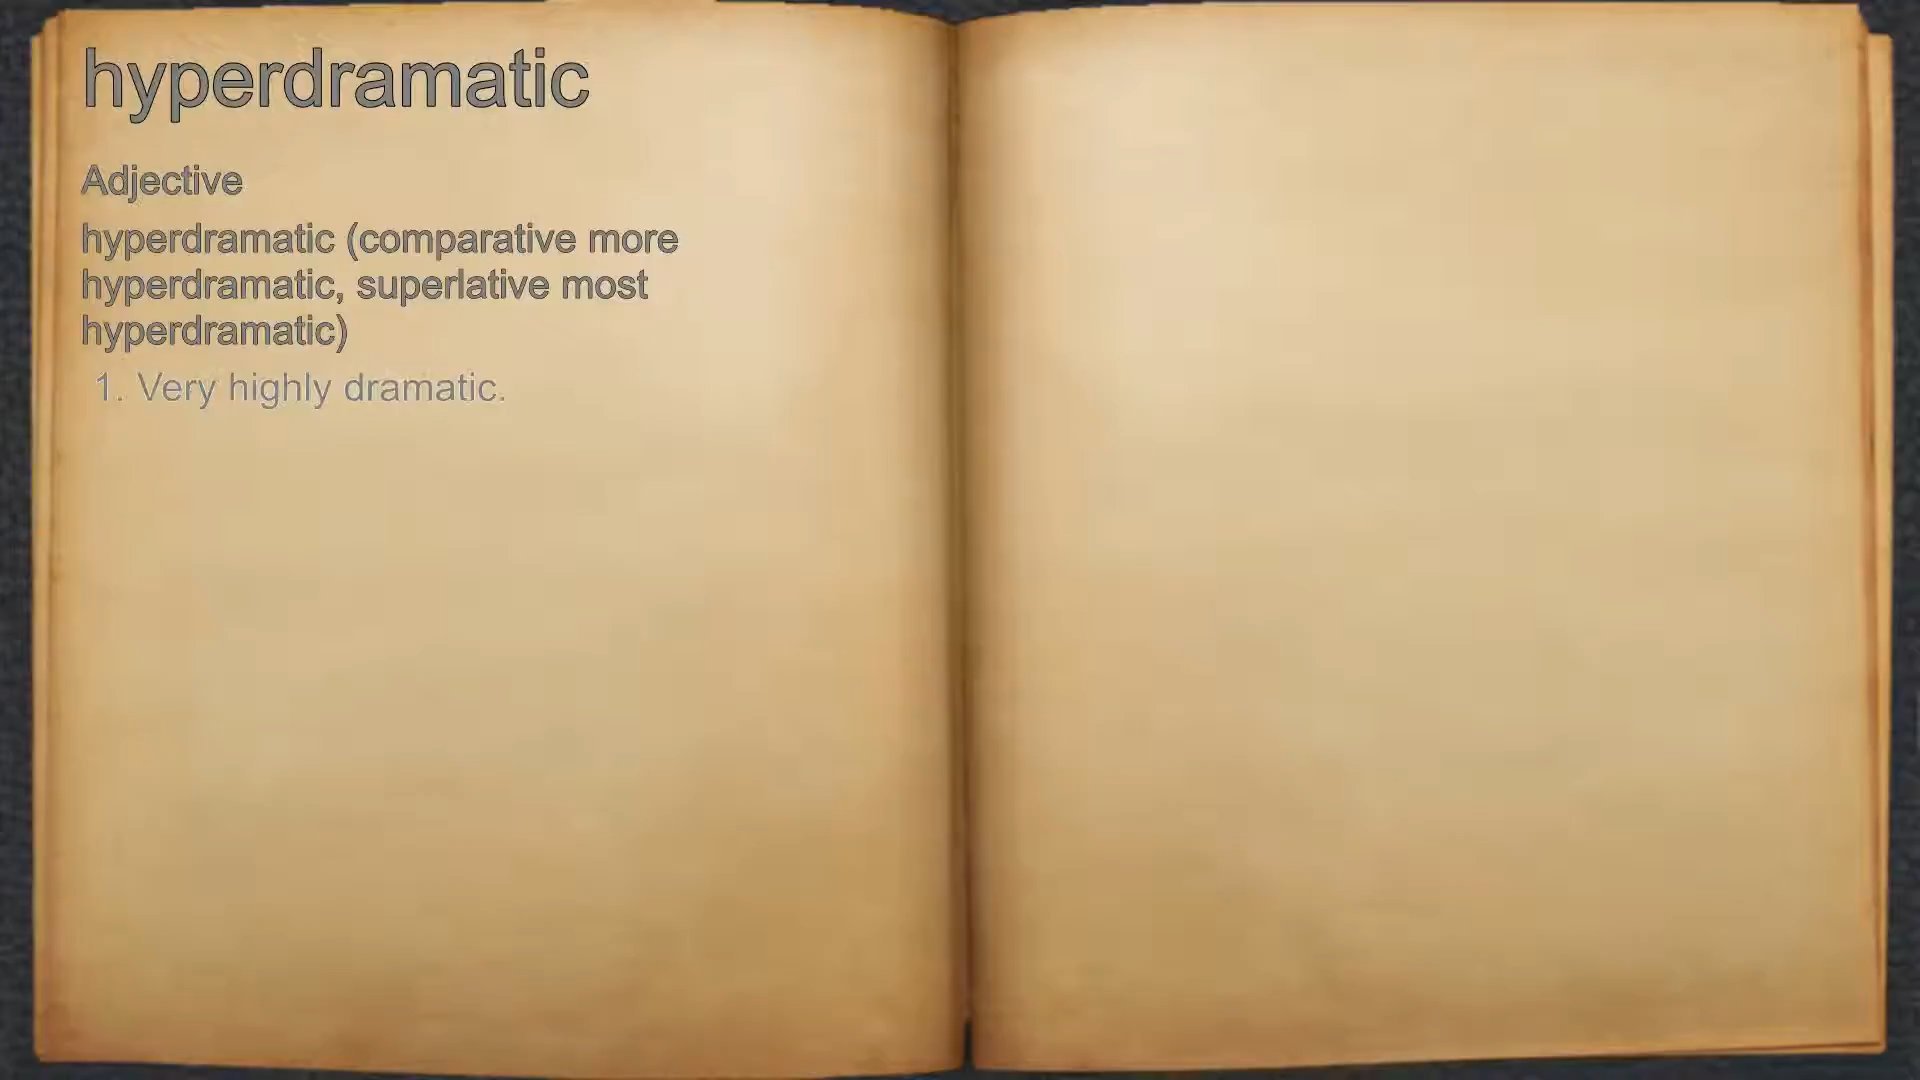 hyperdramatic
Adjective
hyperdramatic (comparative more
hyperdramatic, superlative most
hyperdramatic)
1. Very highly dramatic.